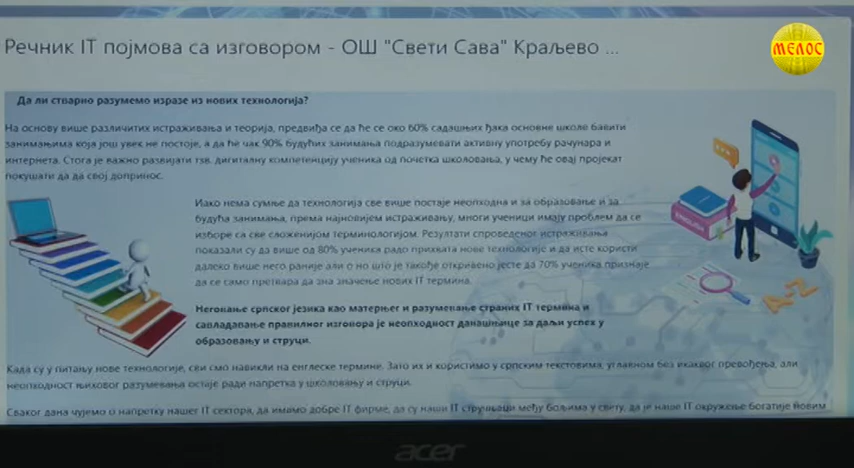 Речник IT појмова са изговором - ОШ "Свети Сава" Краљево ...
МЕЛОС
Да ли стварно разумемо изразе из нових технологија?
На основу више различитих истраживања и теорија, предвиђа се да ће се око 60% садашњих ђака основне школе бавити
занимањима која још увек не постоје, а да ће чак 90% будућих занимања подразумевати активну употребу рачунара и
интернета. Стога је важно развијати тзв. дигиталну компетенцију ученика од почетка школовања, у чему ће овај пројекат
покушати да да свој допринос.
Иако нема сумње да технологија све више постаје неопходна и за образовање и за
будућа занимања, према најновијем истраживању, многи ученици имају проблем да се
изборе са све сложенијом терминологијом. Резултати спроведеног истраживања
показали су да више од 80% ученика радо прихвата нове технологије и да исте користи
далеко више него раније али о но што је такође откривено јесте да 70% ученика признаје
да се само претвара да зна значење нових IT термина.
Неговање српског језика као матерњег и разумевање страних IT термина и
савладавање правилног изговора је неопходност данашњице за даљи успех у
образовању и струци.
ENGLISH
A-Z
Када су у питању нове технологије, сви смо навикли на енглеске термине. Зато их и користимо у српским текстовима, углавном без икаквог превођења, али
неопходност њиховог разумевања остаје ради напретка у школовању и струци.
Сваког дана чујемо о напретку нашег IT сектора, да имамо добре IT фирме, да су наши IT стручњаци међу бољима у свету, да је наше IT окружење богатије новим
acer